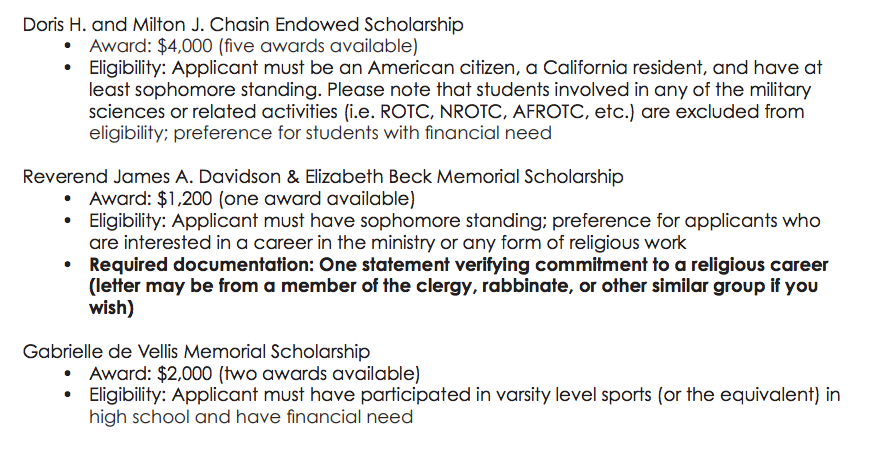 Doris H. and Milton J. Chasin Endowed Scholarship
• Award: $4,000 (five awards available)
• Eligibility: Applicant must be an American citizen, a California resident, and have at
least sophomore standing. Please note that students involved in any of the military
sciences or related activities (i.e. ROTC, NROTC, AFROTC, etc.) are excluded from
eligibility; preference for students with financial need
Reverend James A. Davidson & Elizabeth Beck Memorial Scholarship
• Award: $1,200 (one award available)
• Eligibility: Applicant must have sophomore standing; preference for applicants who
are interested in a career in the ministry or any form of religious work
• Required documentation: One statement verifying commitment to a religious career
(letter may be from a member of the clergy, rabbinate, or other similar group if you
wish)
Gabrielle de Vellis Memorial Scholarship
• Award: $2,000 (two awards available)
• Eligibility: Applicant must have participated in varsity level sports (or the equivalent) in
high school and have financial need